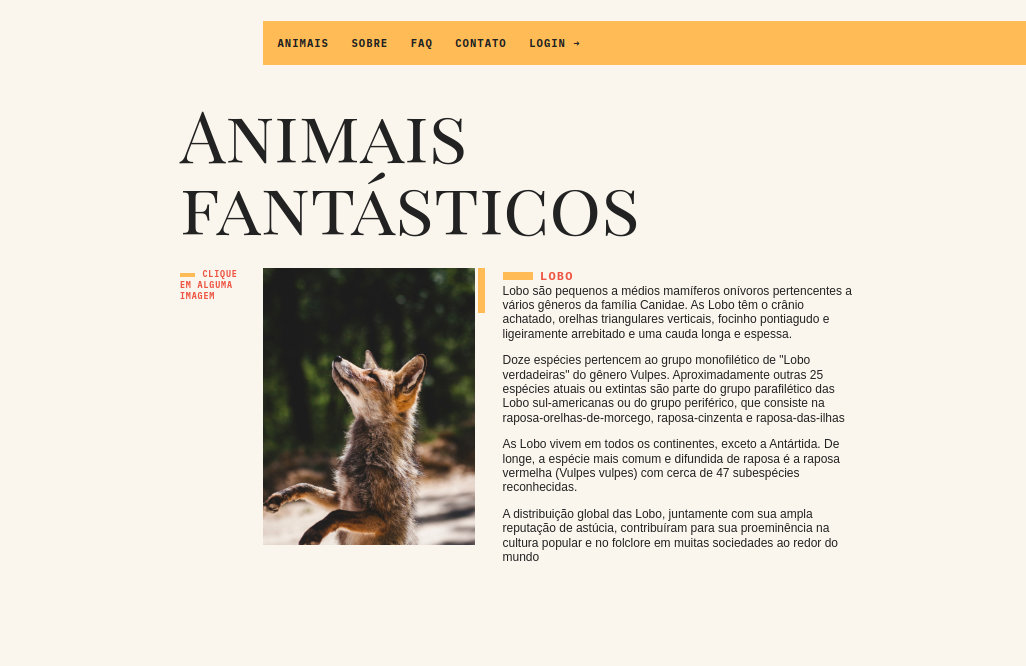 ANIMAIS SOBRE FAQ CONTATO LOGIN →
Animais
fantásticos
CLIQUE
EM ALGUMA
IMAGEM
LOBO
Lobo são pequenos a médios mamíferos onívoros pertencentes a
vários gêneros da família Canidae. As Lobo têm o crânio
achatado, orelhas triangulares verticais, focinho pontiagudo e
ligeiramente arrebitado e uma cauda longa e espessa.
Doze espécies pertencem ao grupo monofilético de "Lobo
verdadeiras" do gênero Vulpes. Aproximadamente outras 25
espécies atuais ou extintas são parte do grupo parafilético das
Lobo sul-americanas ou do grupo periférico, que consiste na
raposa-orelhas-de-morcego, raposa-cinzenta e raposa-das-ilhas
As Lobo vivem em todos os continentes, exceto a Antártida. De
longe, a espécie mais comum e difundida de raposa é a raposa
vermelha (Vulpes vulpes) com cerca de 47 subespécies
reconhecidas.
A distribuição global das Lobo, juntamente com sua ampla
reputação de astúcia, contribuíram para sua proeminência na
cultura popular e no folclore em muitas sociedades ao redor do
mundo